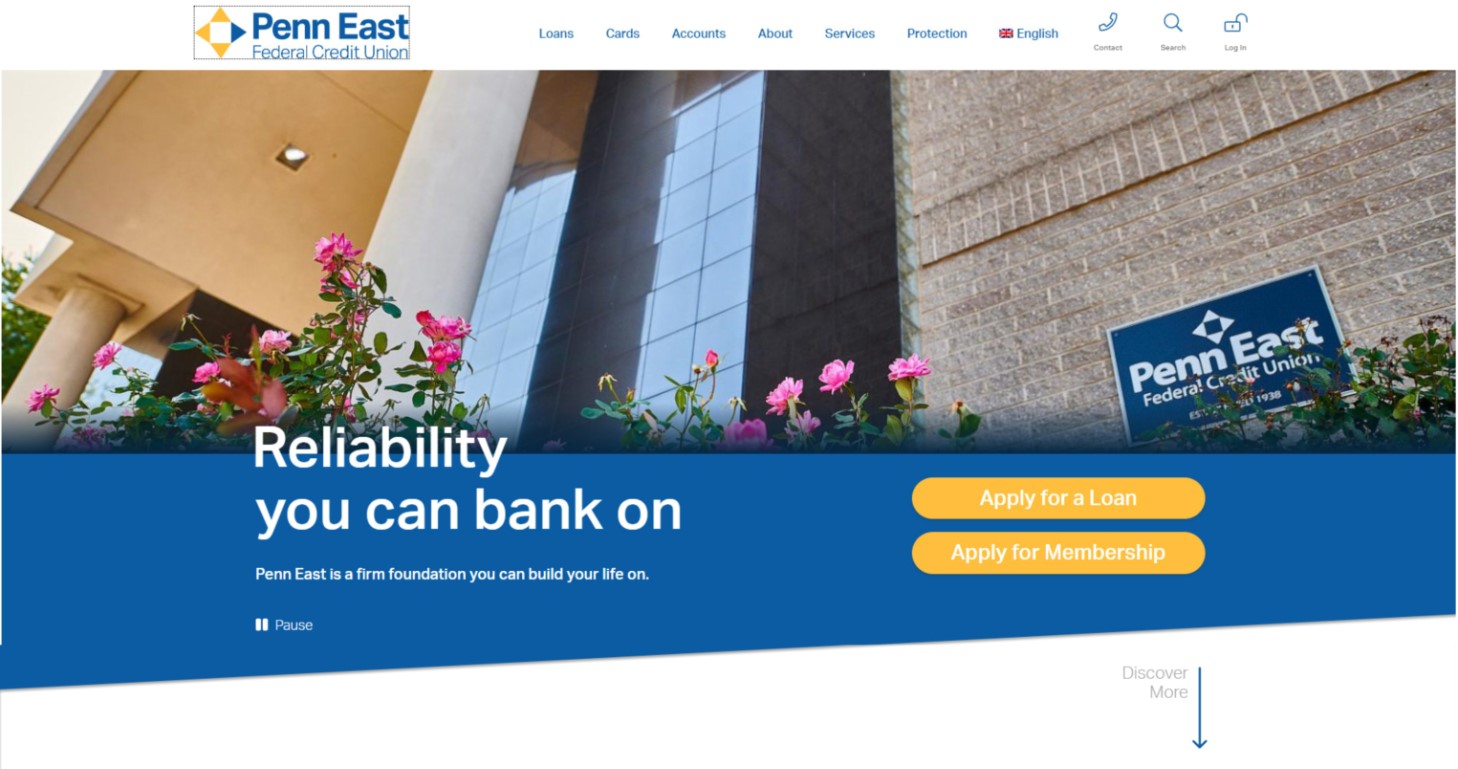 Penn East
Federal Credit Union
Loans
Cards
Accounts
About
Services
Protection
English
Contact
Search
Log In
Penn East
Federal Credit Union
1938
Reliability
you can bank on
Penn East is a firm foundation you can build your life on.
Pause
Apply for a Loan
Apply for Membership
Discover
More